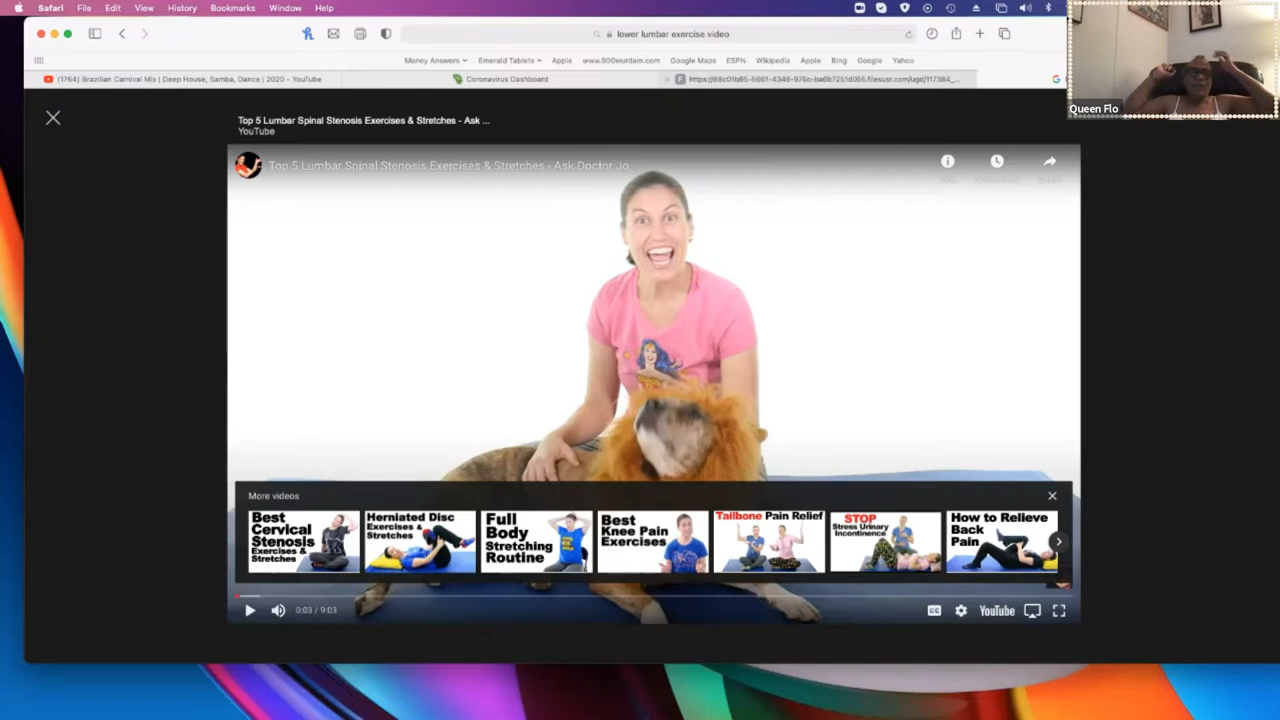 Safari File Edit View History Bookmarks Window Help
lower lumbar exercise video
Money Answers Emerald Tablets Apple www.900wurdam.com Google Maps ESPN Wikipedia Apple Bing Google Yahoo
(1764) Brazilian Carnival Mix | Deep House, Samba, Dance | 2020 - YouTube
Coronavirus Dashboard
Queen Flo
Top 5 Lumbar Spinal Stenosis Exercises & Stretches - Ask ...
YouTube
Top 5 Lumbar Spinal Stenosis Exercises & Stretches - Ask Doctor Jo
More videos
Best
Cervical
Stenosis
Exercises &
Stretches
Herniated Disc
Exercises &
Stretches
Full
Body
Stretching
Routine
Best
Knee Pain
Exercises
Tailbone Pain Relief
STOP
Stress Urinary
Incontinence
How to Relieve
Back
Pain
0:03 / 9:03
CC
YouTube